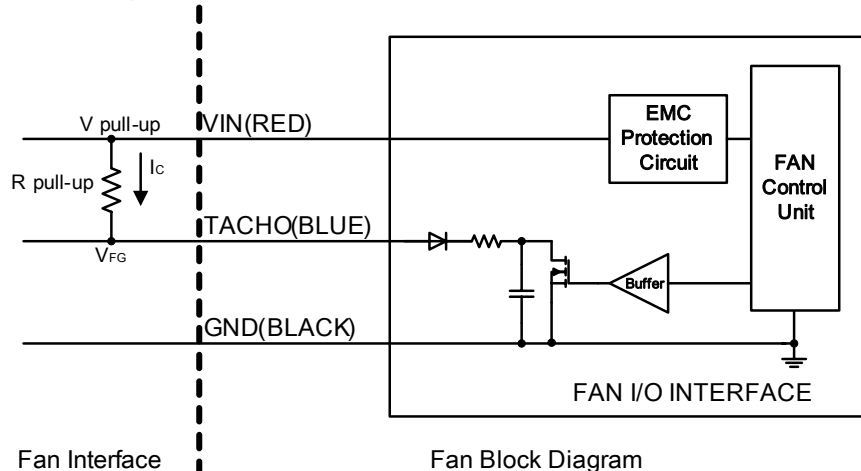 V pull-up
VIN(RED)
EMC
Protection
Circuit
FAN
Control
Unit
R pull-up
IC
TACHO(BLUE)
VFG
Buffer
GND(BLACK)
FAN I/O INTERFACE
Fan Interface
Fan Block Diagram